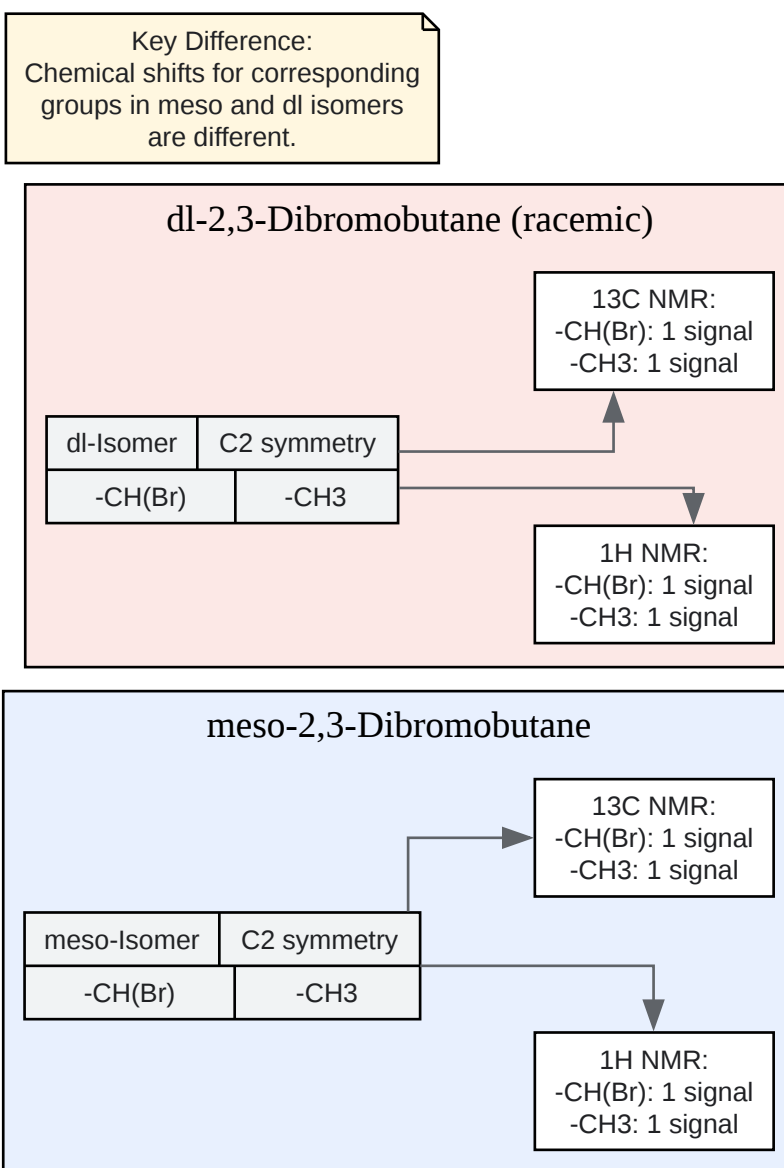 Key Difference:
Chemical shifts for corresponding
groups in meso and dl isomers
are different.
dl-2,3-Dibromobutane (racemic)
13C NMR:
-CH(Br): 1 signal
-CH3: 1 signal
dl-Isomer
C2 symmetry
-CH(Br)
-CH3
1H NMR:
-CH(Br): 1 signal
-CH3: 1 signal
meso-2,3-Dibromobutane
13C NMR:
-CH(Br): 1 signal
-CH3: 1 signal
meso-Isomer
C2 symmetry
-CH(Br)
-CH3
1H NMR:
-CH(Br): 1 signal
-CH3: 1 signal